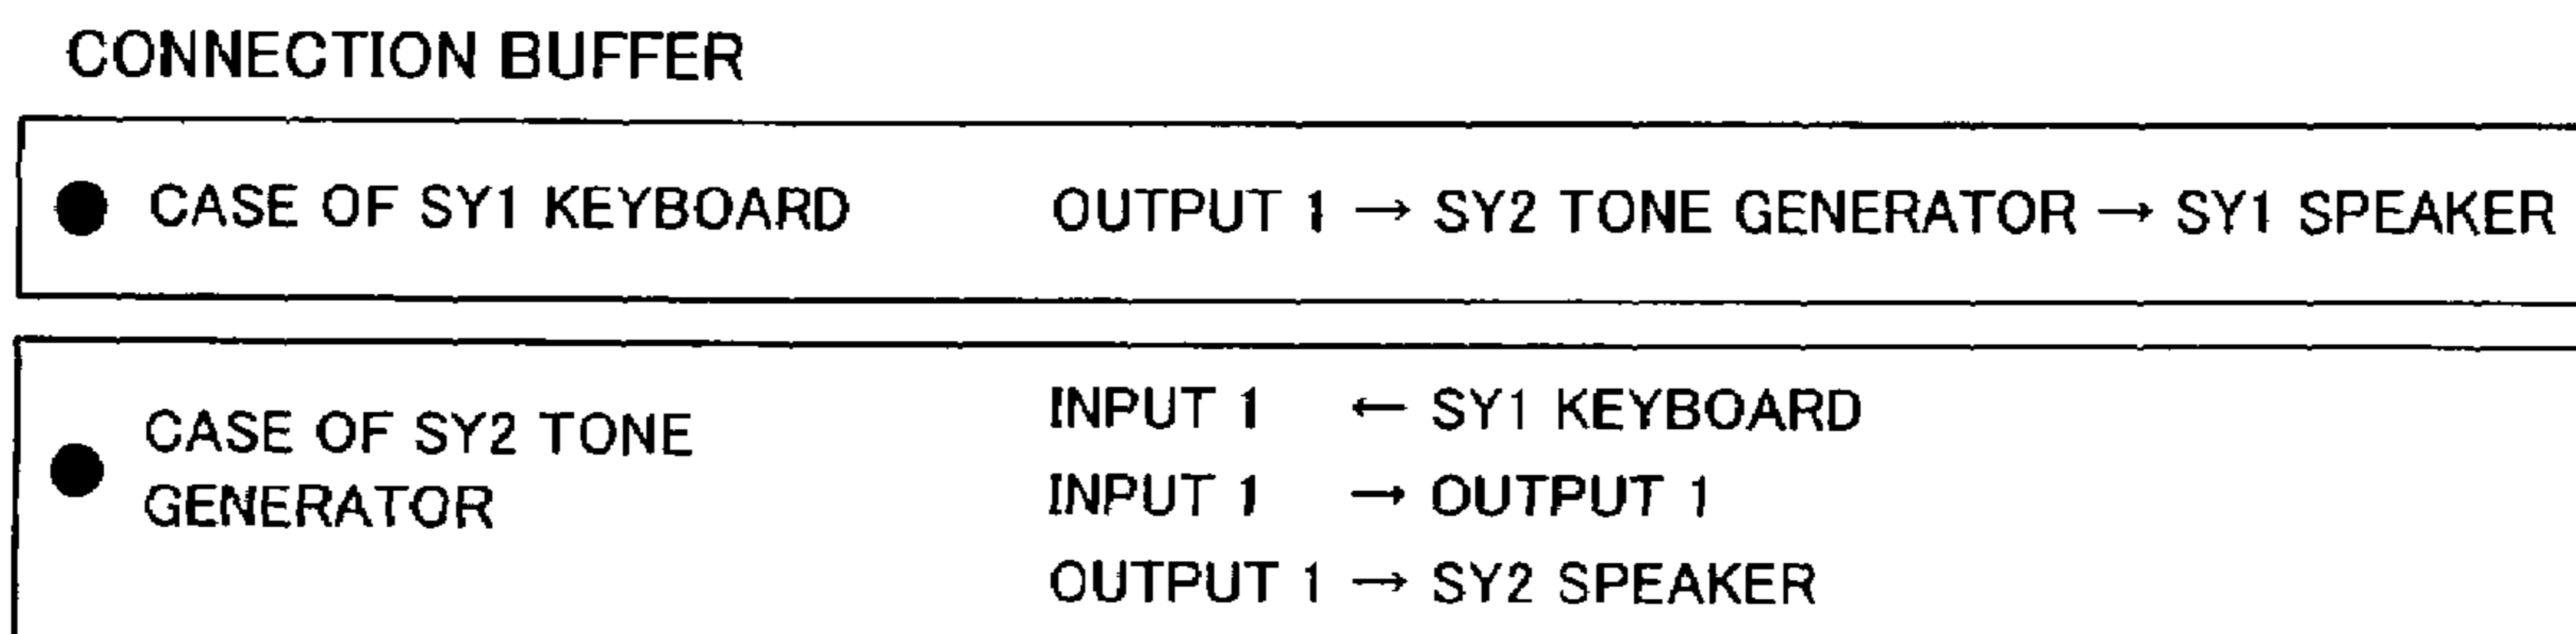 CONNECTION BUFFER
● CASE OF SY1 KEYBOARD OUTPUT 1 → SY2 TONE GENERATOR → SY1 SPEAKER
● CASE OF SY2 TONE
GENERATOR
INPUT 1 ← SY1 KEYBOARD
INPUT 1 → OUTPUT 1
OUTPUT 1 → SY2 SPEAKER